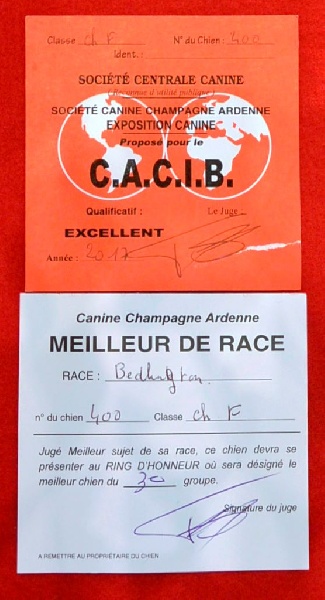 Classe ch F N° du Chien : 400
Ident. :
SOCIÉTÉ CENTRALE CANINE
(Reconnue d'utilité publique)
SOCIÉTÉ CANINE CHAMPAGNE ARDENNE
EXPOSITION CANINE
Proposé pour le
C.A.C.I.B.
Qualificatif : Le Juge :
EXCELLENT
Année : 2017
Canine Champagne Ardenne
MEILLEUR DE RACE
RACE : Bedlington.
n° du chien 400 Classe ch F
Jugé Meilleur sujet de sa race, ce chien devra se
présenter au RING D'HONNEUR où sera désigné le
meilleur chien du 3o groupe.
Signature du juge
A REMETTRE AU PROPRIÉTAIRE DU CHIEN